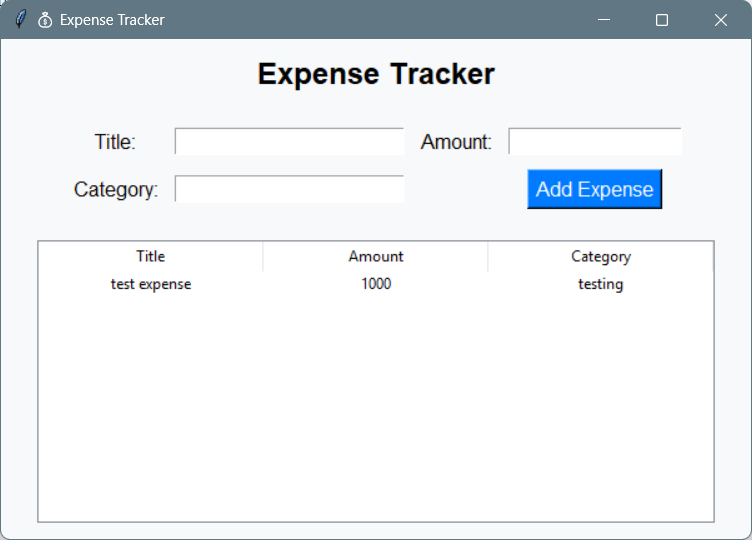 Expense Tracker
Expense Tracker
Title: Amount:
Category: Add Expense
Title Amount Category
test expense 1000 testing